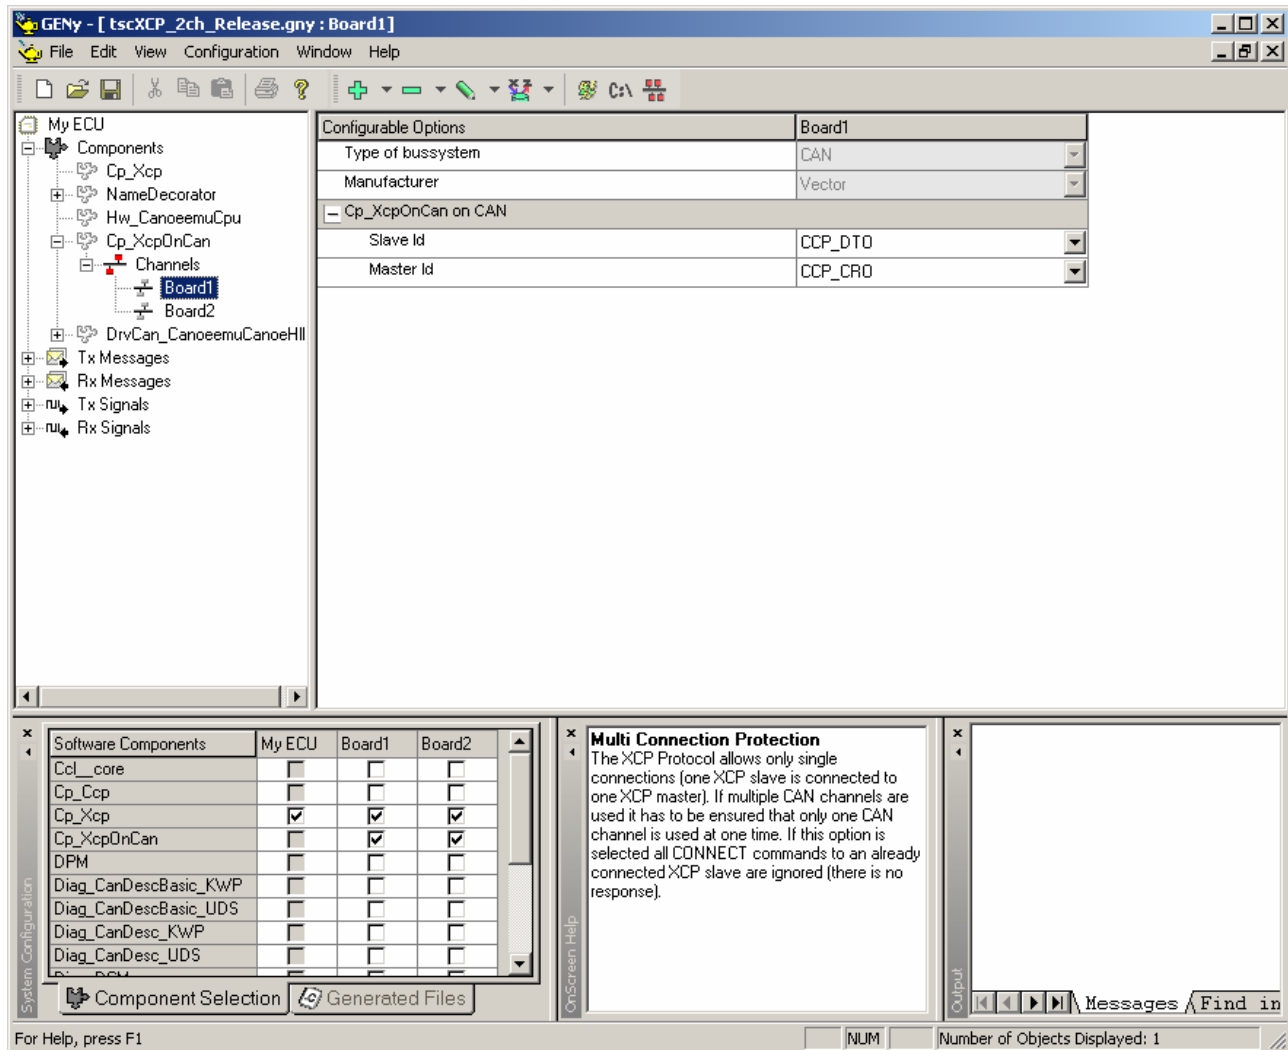 GENy - [ tscXCP_2ch_Release.gny : Board1]
File Edit View Configuration Window Help
C:\
My ECU
Components
Cp_Xcp
NameDecorator
Hw_CanoeemuCpu
Cp_XcpOnCan
Channels
Board1
Board2
DrvCan_CanoeemuCanoeHll
Tx Messages
Rx Messages
Tx Signals
Rx Signals
Configurable Options Board1
Type of bussystem CAN
Manufacturer Vector
Cp_XcpOnCan on CAN
Slave Id CCP_DTO
Master Id CCP_CRO
System Configuration
Software Components My ECU Board1 Board2
Ccl__core
Cp_Ccp
Cp_Xcp
Cp_XcpOnCan
DPM
Diag_CanDescBasic_KWP
Diag_CanDescBasic_UDS
Diag_CanDesc_KWP
Diag_CanDesc_UDS
Component Selection Generated Files
OnScreen Help
Multi Connection Protection
The XCP Protocol allows only single
connections (one XCP slave is connected to
one XCP master). If multiple CAN channels are
used it has to be ensured that only one CAN
channel is used at one time. If this option is
selected all CONNECT commands to an already
connected XCP slave are ignored (there is no
response).
Output
Messages Find in
For Help, press F1 NUM Number of Objects Displayed: 1